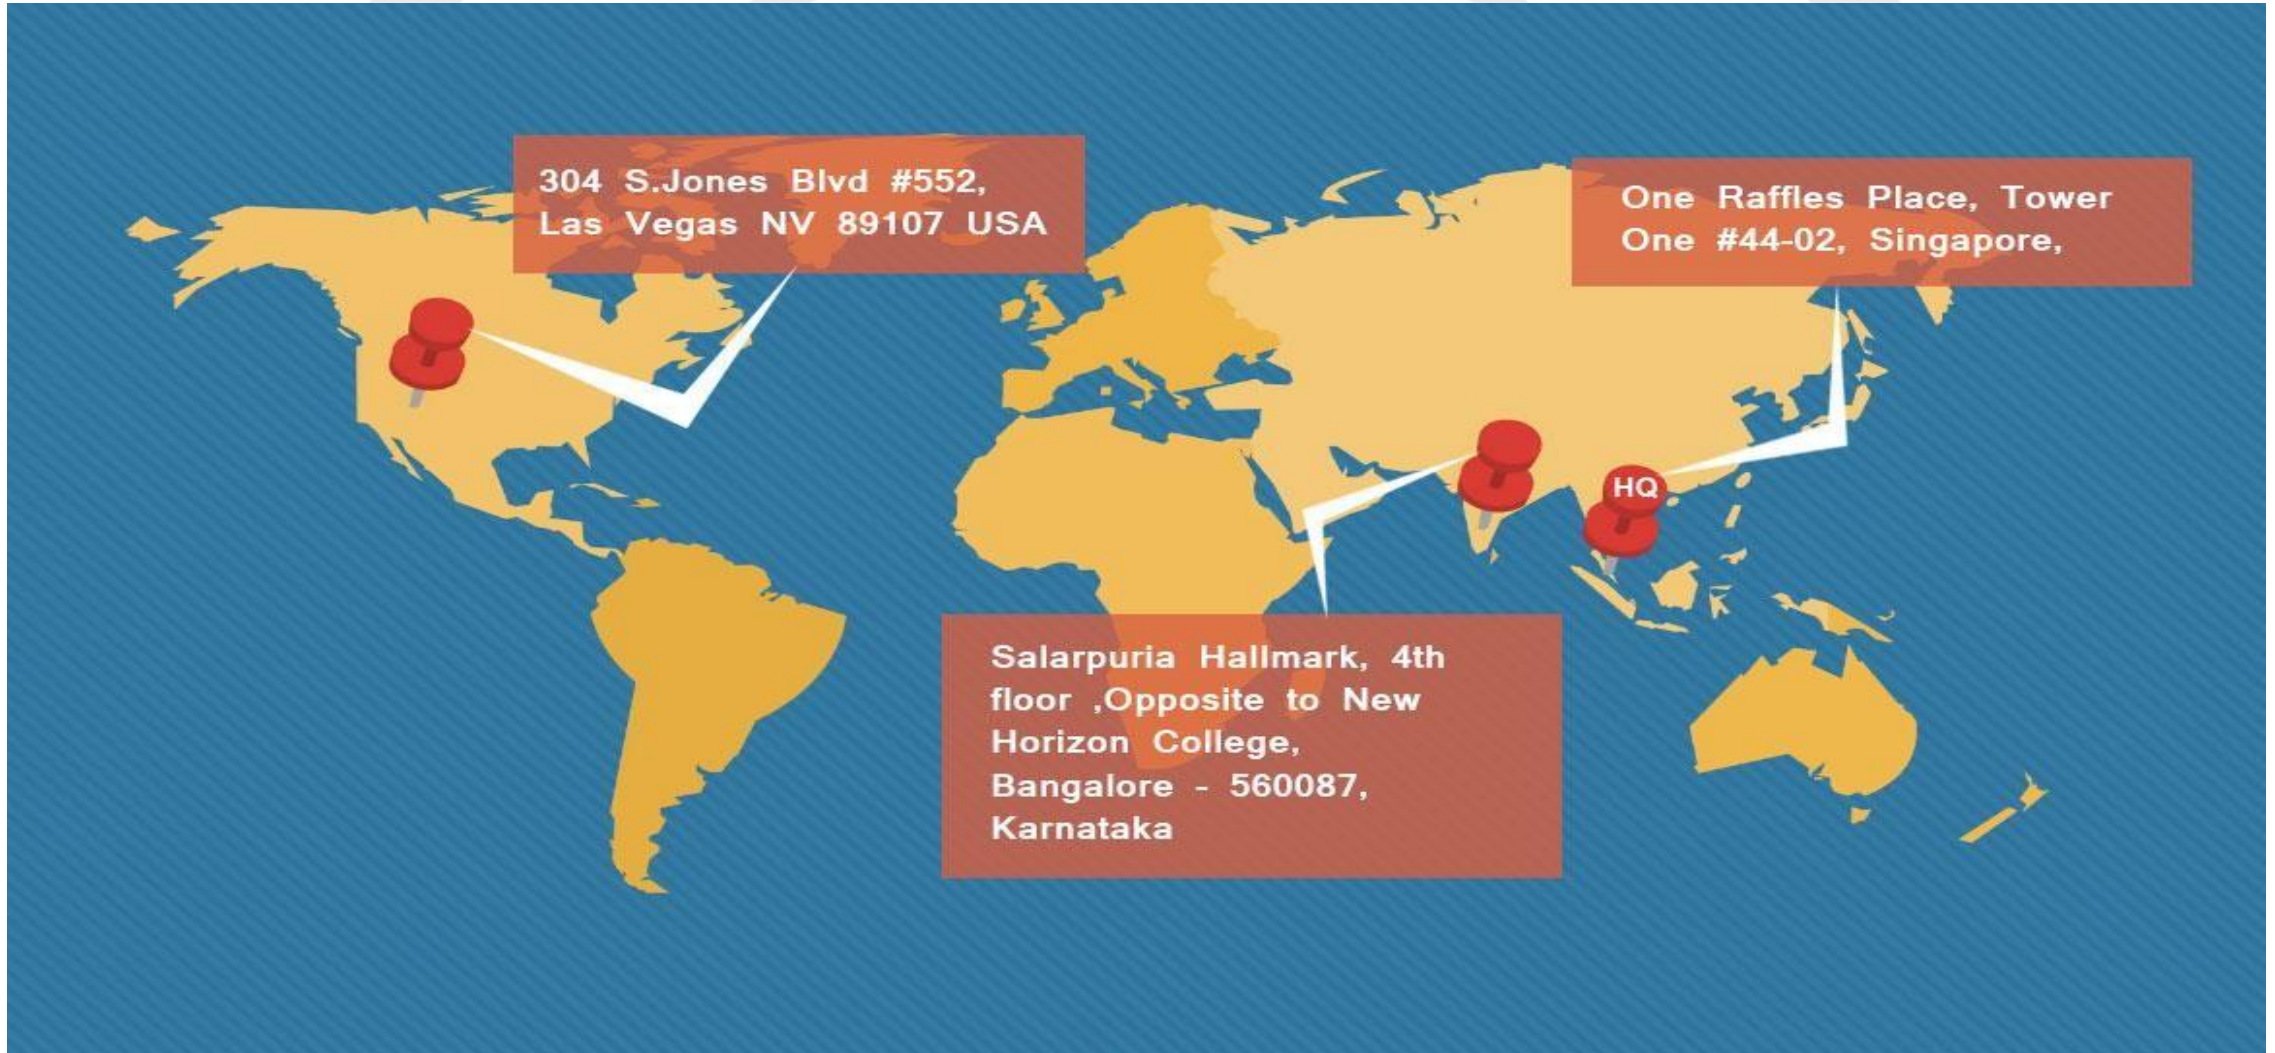 304 S.Jones Blvd #552,
Las Vegas NV 89107 USA
One Raffles Place, Tower
One #44-02, Singapore,
HQ
Salarpuria Hallmark, 4th
floor ,Opposite to New
Horizon College,
Bangalore - 560087,
Karnataka